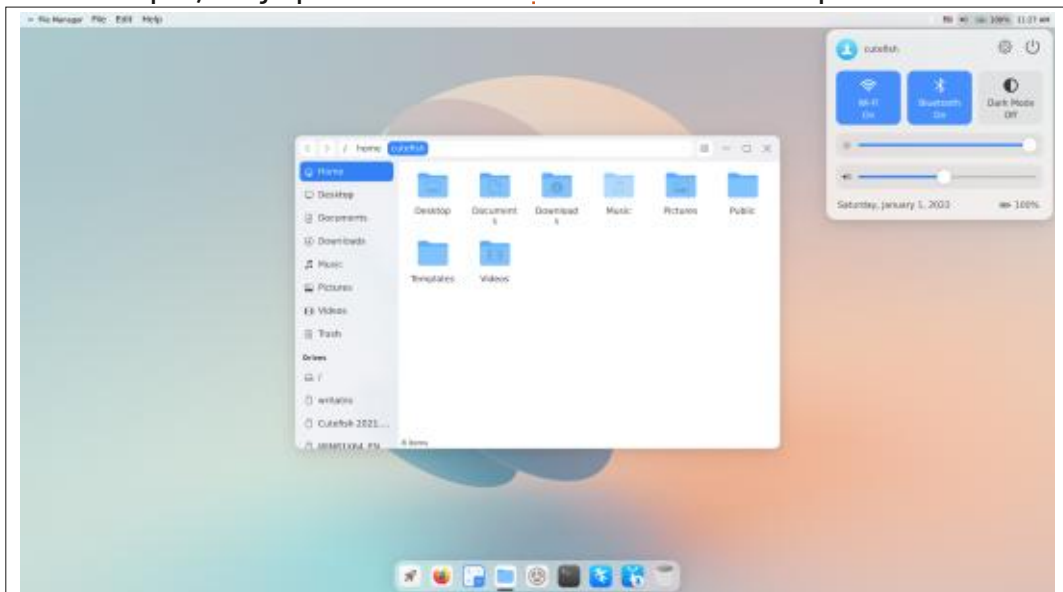 File Manager File Edit Help
100% 11:27 AM
cutefish
Wi-Fi Bluetooth Dark Mode
On On Off
Saturday, January 1, 2022 100%
/ home cutefish
Home
Desktop
Documents
Downloads
Music
Pictures
Videos
Trash
Drives
/
writable
Cutefish 2021...
Desktop Document Download Music Pictures Public
s s
Templates Videos
8 items